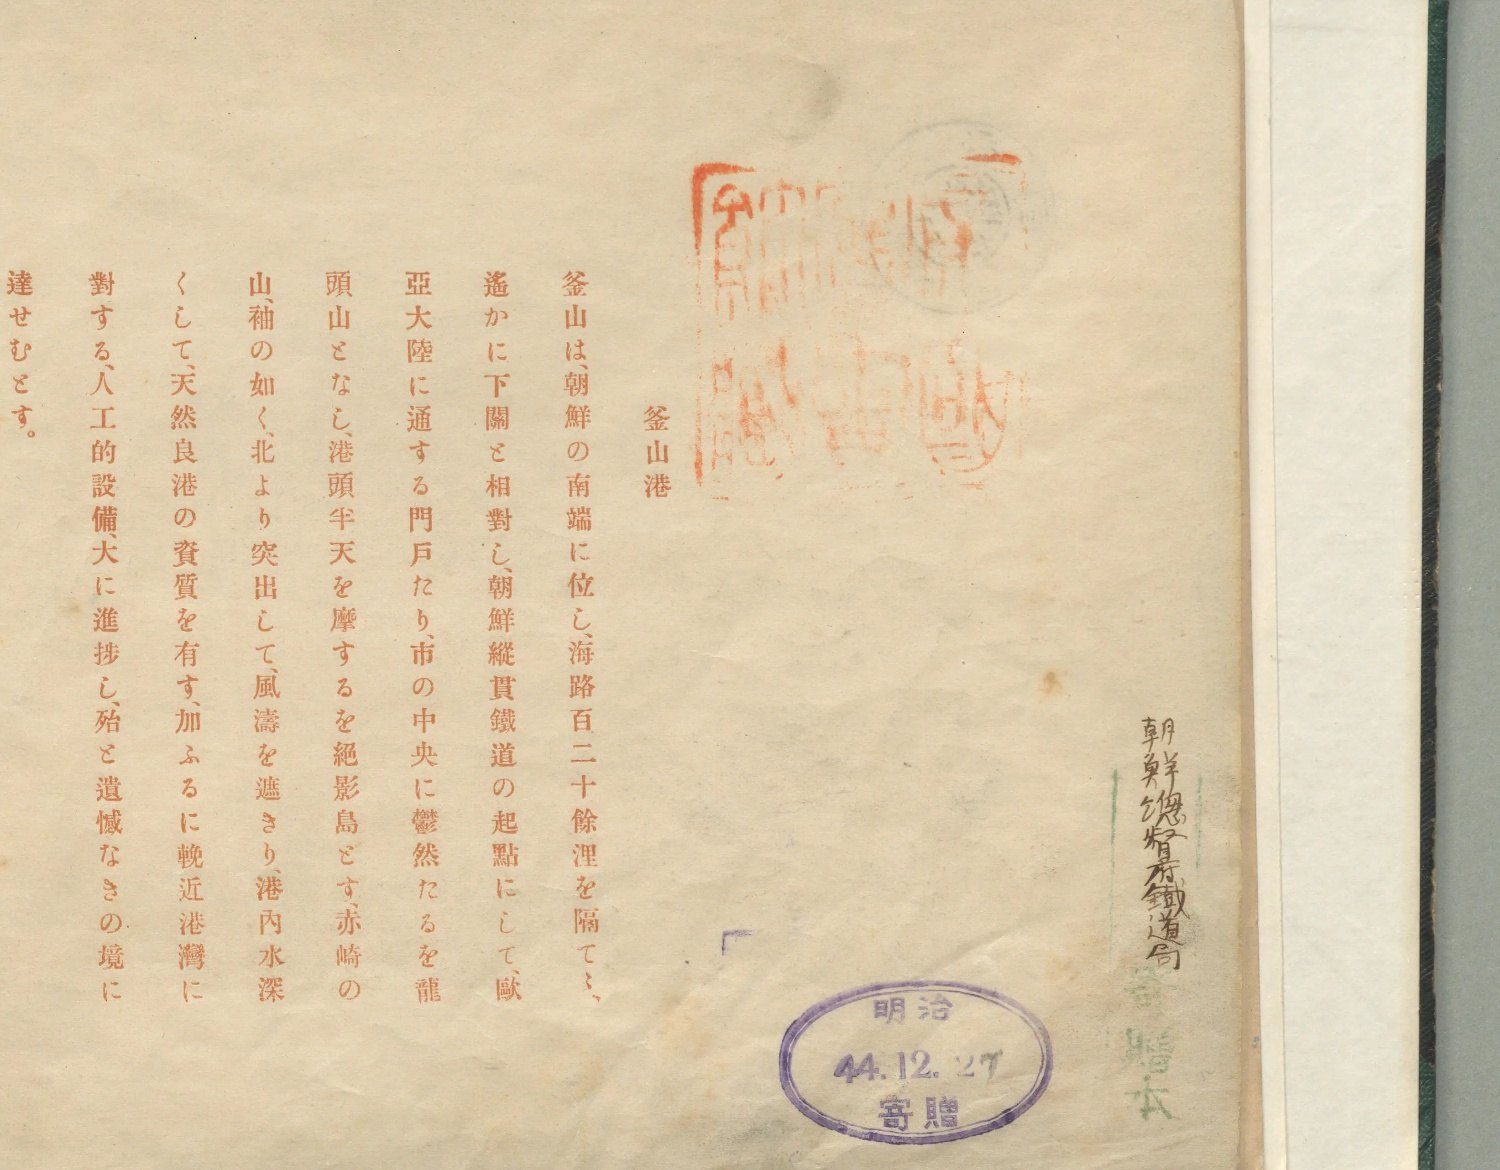 朝鮮總督府鐵道局
寄贈本
明治
44.12.27
寄贈
釜山港
釜山は、朝鮮の南端に位し、海路百二十餘浬を隔てゝ、
遙かに下關と相對し、朝鮮縱貫鐵道の起點にして、歐
亞大陸に通する門戸たり、市の中央に鬱然たるを龍
頭山となし、港頭半天を摩するを絕影島とす、赤崎の
山、袖の如く、北より突出して、風濤を遮きり、港內水深
くして、天然良港の資質を有す、加ふるに輓近港灣に
對する、人工的設備、大に進捗し、殆と遺憾なきの境に
達せむとす。